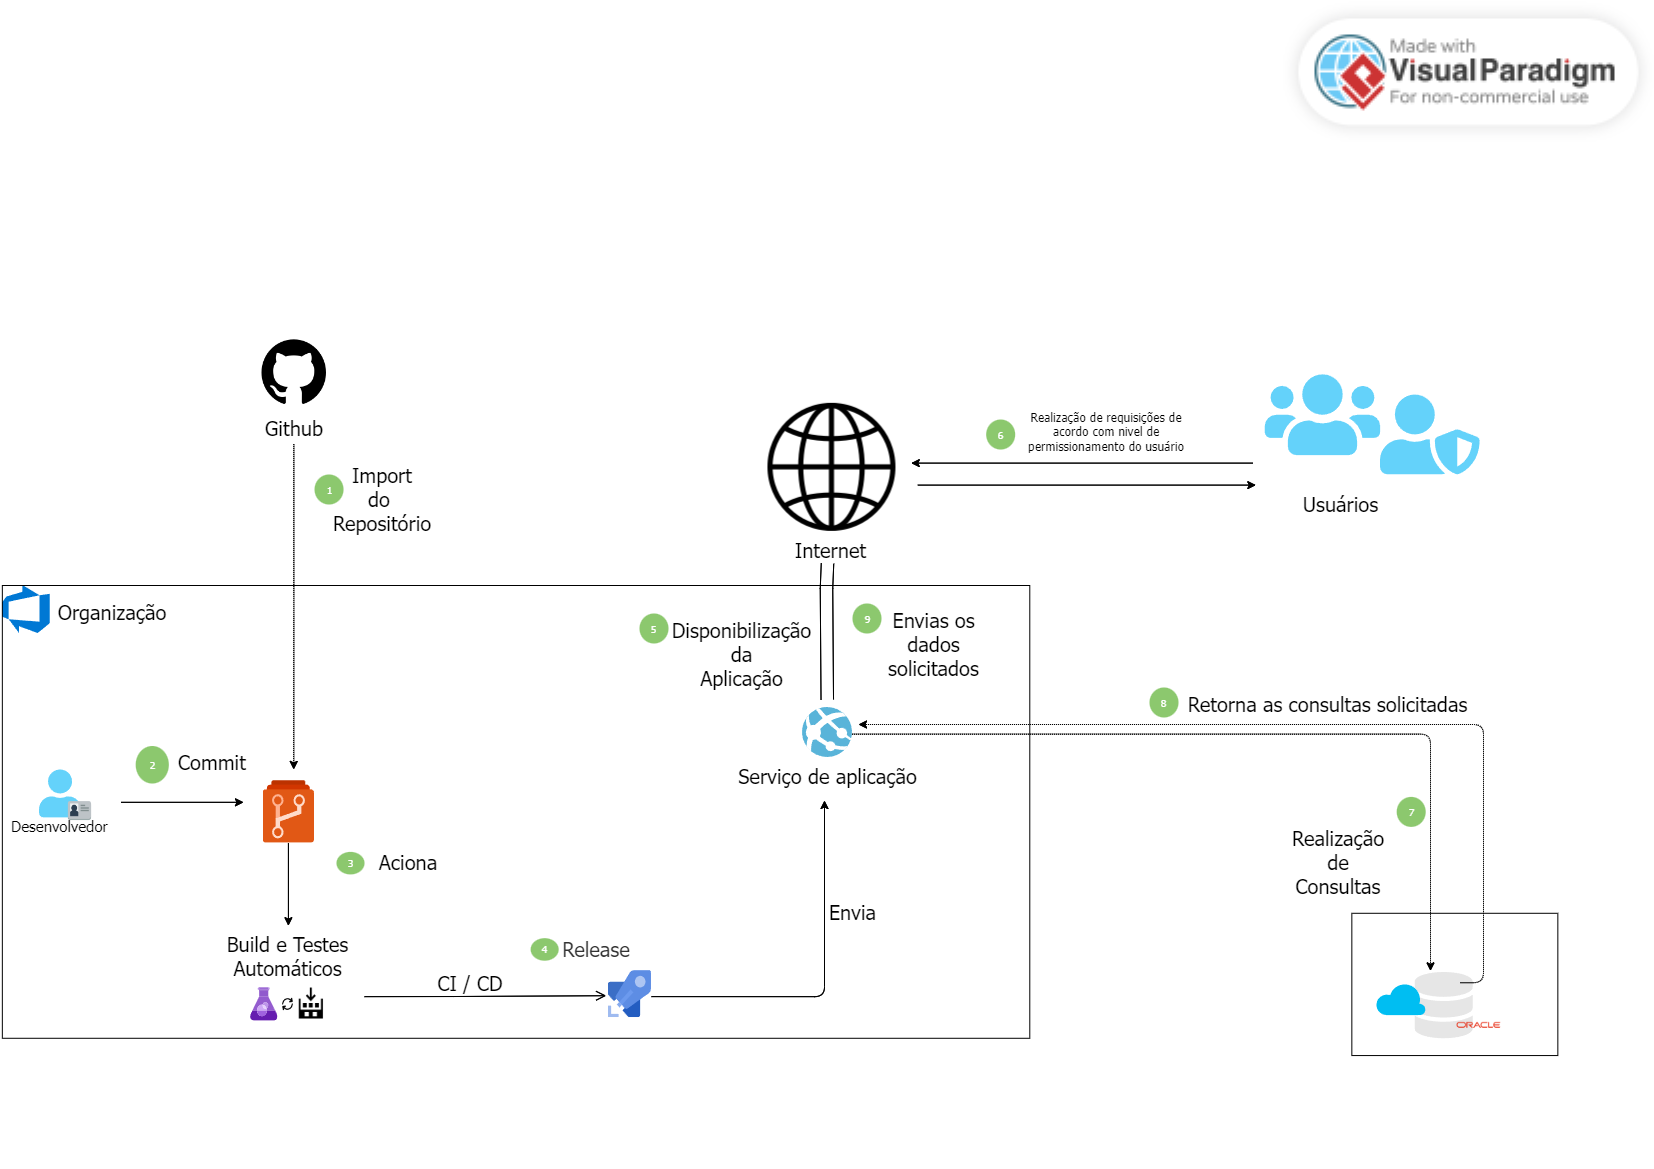 Made with
Visual Paradigm
For non-commercial use
Github
1
Import
do
Repositório
6
Realização de requisições de
acordo com nivel de
permissionamento do usuário
Usuários
Internet
Organização
5
Disponibilização
da
Aplicação
9
Envias os
dados
solicitados
8
Retorna as consultas solicitadas
2
Commit
Desenvolvedor
Serviço de aplicação
3
Aciona
7
Realização
de
Consultas
Envia
Build e Testes
Automáticos
4
Release
CI / CD
ORACLE